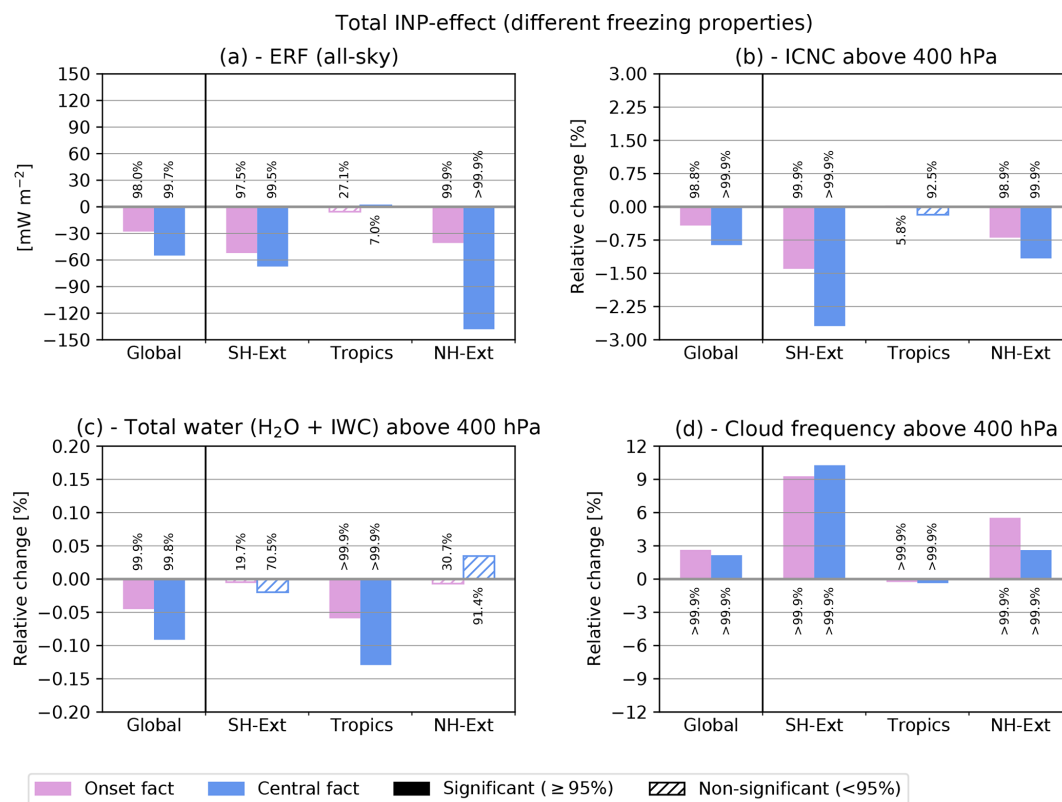 Total INP-effect (different freezing properties)
(a) - ERF (all-sky)
[mW m⁻²]
150
120
90
60
30
0
−30
−60
−90
−120
−150
98.0%
99.7%
97.5%
99.5%
27.1%
7.0%
99.9%
>99.9%
Global
SH-Ext
Tropics
NH-Ext
(b) - ICNC above 400 hPa
Relative change [%]
3.00
2.25
1.50
0.75
0.00
−0.75
−1.50
−2.25
−3.00
98.8%
>99.9%
99.9%
>99.9%
5.8%
92.5%
98.9%
99.9%
Global
SH-Ext
Tropics
NH-Ext
(c) - Total water (H₂O + IWC) above 400 hPa
Relative change [%]
0.20
0.15
0.10
0.05
0.00
−0.05
−0.10
−0.15
−0.20
99.9%
99.8%
19.7%
70.5%
>99.9%
>99.9%
30.7%
91.4%
Global
SH-Ext
Tropics
NH-Ext
(d) - Cloud frequency above 400 hPa
Relative change [%]
12
9
6
3
0
−3
−6
−9
−12
>99.9%
>99.9%
>99.9%
>99.9%
>99.9%
>99.9%
>99.9%
>99.9%
Global
SH-Ext
Tropics
NH-Ext
Onset fact
Central fact
Significant (≥ 95%)
Non-significant (<95%)